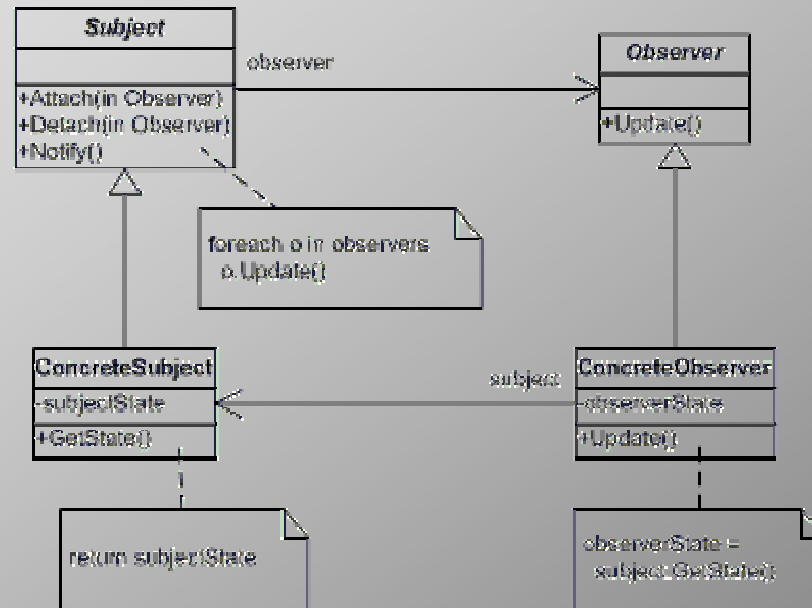 Subject
observer
Observer
+Attach(in Observer)
+Detach(in Observer)
+Notify()
+Update()
foreach o in observers
o.Update()
ConcreteSubject
-subjectState
+GetState()
subject
ConcreteObserver
-observerState
+Update()
return subjectState
observerState =
subject.GetState()